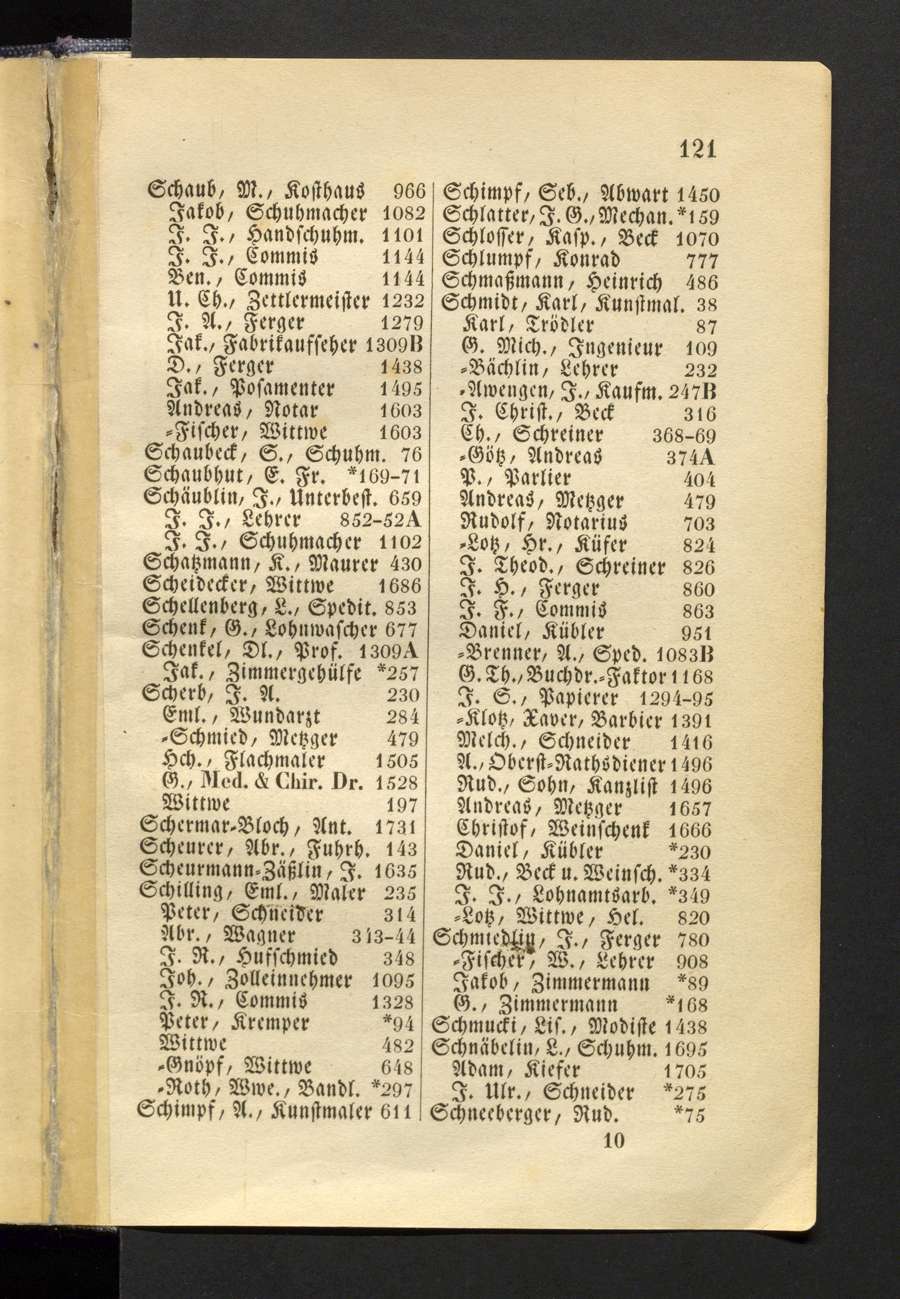 121
Schaub, M., Kosthaus 966
Jakob, Schuhmacher 1082
J. J., Handschuhm. 1101
J. J., Commis 1144
Ben., Commis 1144
U. Ch., Zettlermeister 1232
J. A., Ferger 1279
Jak., Fabrikaufseher 1309B
D., Ferger 1438
Jak., Posamenter 1495
Andreas, Notar 1603
-Fischer, Wittwe 1603
Schaubeck, S., Schuhm. 76
Schaubhut, E. Fr. *169-71
Schäublin, J., Unterbest. 659
J. J., Lehrer 852-52A
J. J., Schuhmacher 1102
Schatzmann, K., Maurer 430
Scheidecker, Wittwe 1686
Schellenberg, L., Spedit. 853
Schenk, G., Lohnwascher 677
Schenkel, Dl., Prof. 1309A
Jak., Zimmergehülfe *257
Scherb, J. A. 230
Eml., Wundarzt 284
-Schmied, Metzger 479
Hch., Flachmaler 1505
G., Med. & Chir. Dr. 1528
Wittwe 197
Schermar-Bloch, Ant. 1731
Scheurer, Abr., Fuhrh. 143
Scheurmann-Zäßlin, J. 1635
Schilling, Eml., Maler 235
Peter, Schneider 314
Abr., Wagner 343-44
J. R., Hufschmied 348
Joh., Zolleinnehmer 1095
J. R., Commis 1328
Peter, Kremper *94
Wittwe 482
-Gnöpf, Wittwe 648
-Roth, Wwe., Bandl. *297
Schimpf, A., Kunstmaler 611
Schimpf, Seb., Abwart 1450
Schlatter, J. G., Mechan. *159
Schlosser, Kasp., Beck 1070
Schlumpf, Konrad 777
Schmaßmann, Heinrich 486
Schmidt, Karl, Kunstmal. 38
Karl, Trödler 87
G. Mich., Ingenieur 109
-Bächlin, Lehrer 232
-Awengen, J., Kaufm. 247B
J. Christ., Beck 316
Ch., Schreiner 368-69
-Götz, Andreas 374A
P., Parlier 404
Andreas, Metzger 479
Rudolf, Notarius 703
-Lotz, Hr., Küfer 824
J. Theod., Schreiner 826
J. H., Ferger 860
J. F., Commis 863
Daniel, Kübler 951
-Brenner, A., Sped. 1083B
G. Th., Buchdr.-Faktor 1168
J. S., Papierer 1294-95
-Klotz, Xaver, Barbier 1391
Melch., Schneider 1416
A., Oberst-Rathsdiener 1496
Rud., Sohn, Kanzlist 1496
Andreas, Metzger 1657
Christof, Weinschenk 1666
Daniel, Kübler *230
Rud., Beck u. Weinsch. *334
J. J., Lohnamtsarb. *349
-Lotz, Wittwe, Hel. 820
Schmiedlin, J., Ferger 780
-Fischer, W., Lehrer 908
Jakob, Zimmermann *89
G., Zimmermann *168
Schmucki, Lis., Modiste 1438
Schnäbelin, L., Schuhm. 1695
Adam, Kiefer 1705
J. Ulr., Schneider *275
Schneeberger, Rud. *75
10